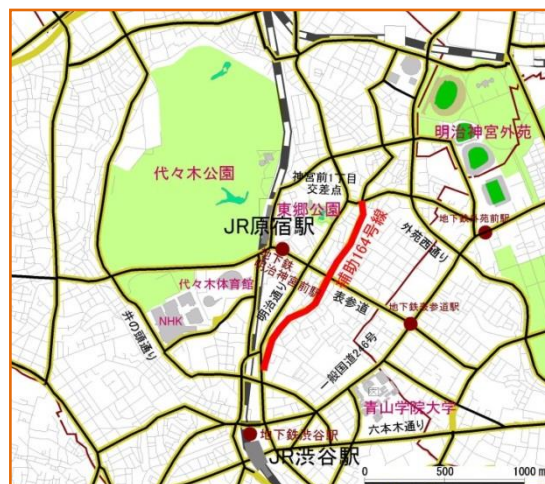 明治神宮外苑
神宮前1丁目
交差点
代々木公園
東郷公園
JR原宿駅
地下鉄外苑前駅
外苑西通り
地下鉄
明治神宮前駅
補助164号線
代々木体育館
明治通り
表参道
地下鉄表参道駅
NHK
井の頭通り
一般国道246号
青山学院大学
六本木通り
地下鉄渋谷駅
JR渋谷駅
0 500 1000 m